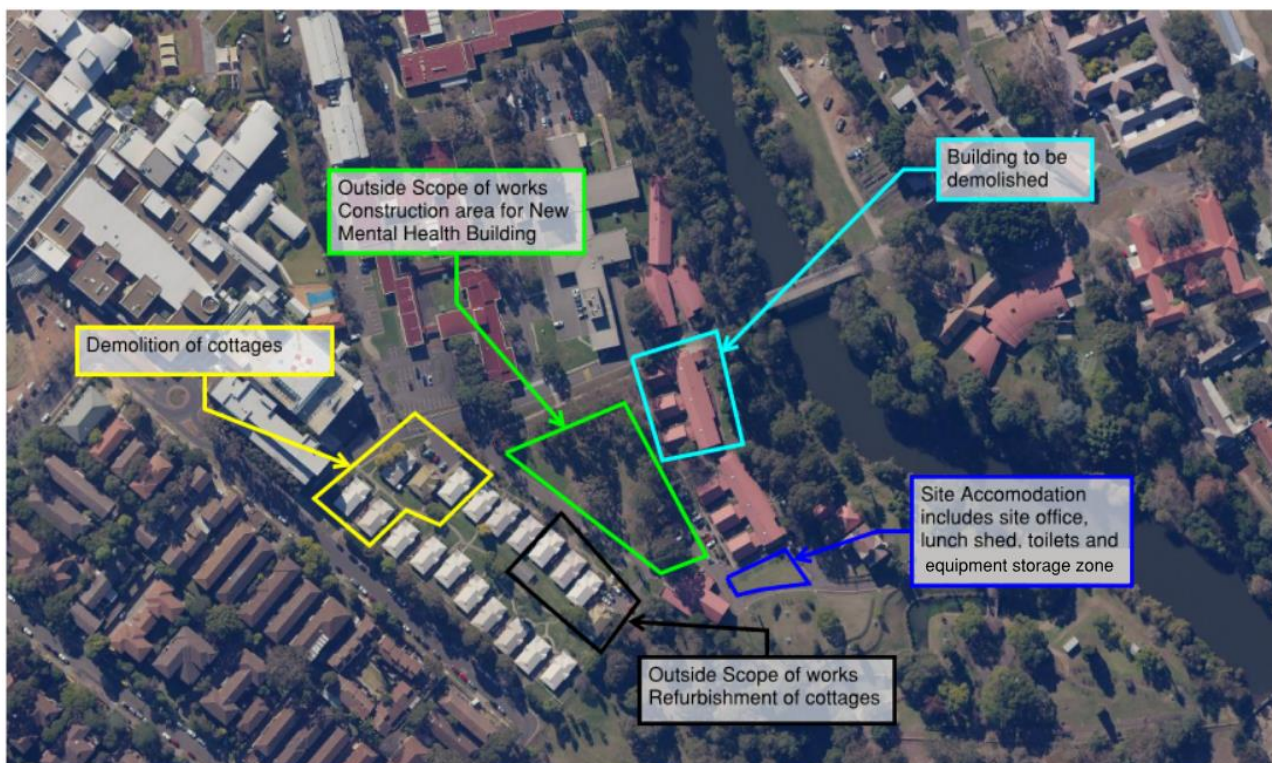 Building to be
demolished
Outside Scope of works
Construction area for New
Mental Health Building
Demolition of cottages
Site Accomodation
includes site office,
lunch shed, toilets and
equipment storage zone
Outside Scope of works
Refurbishment of cottages